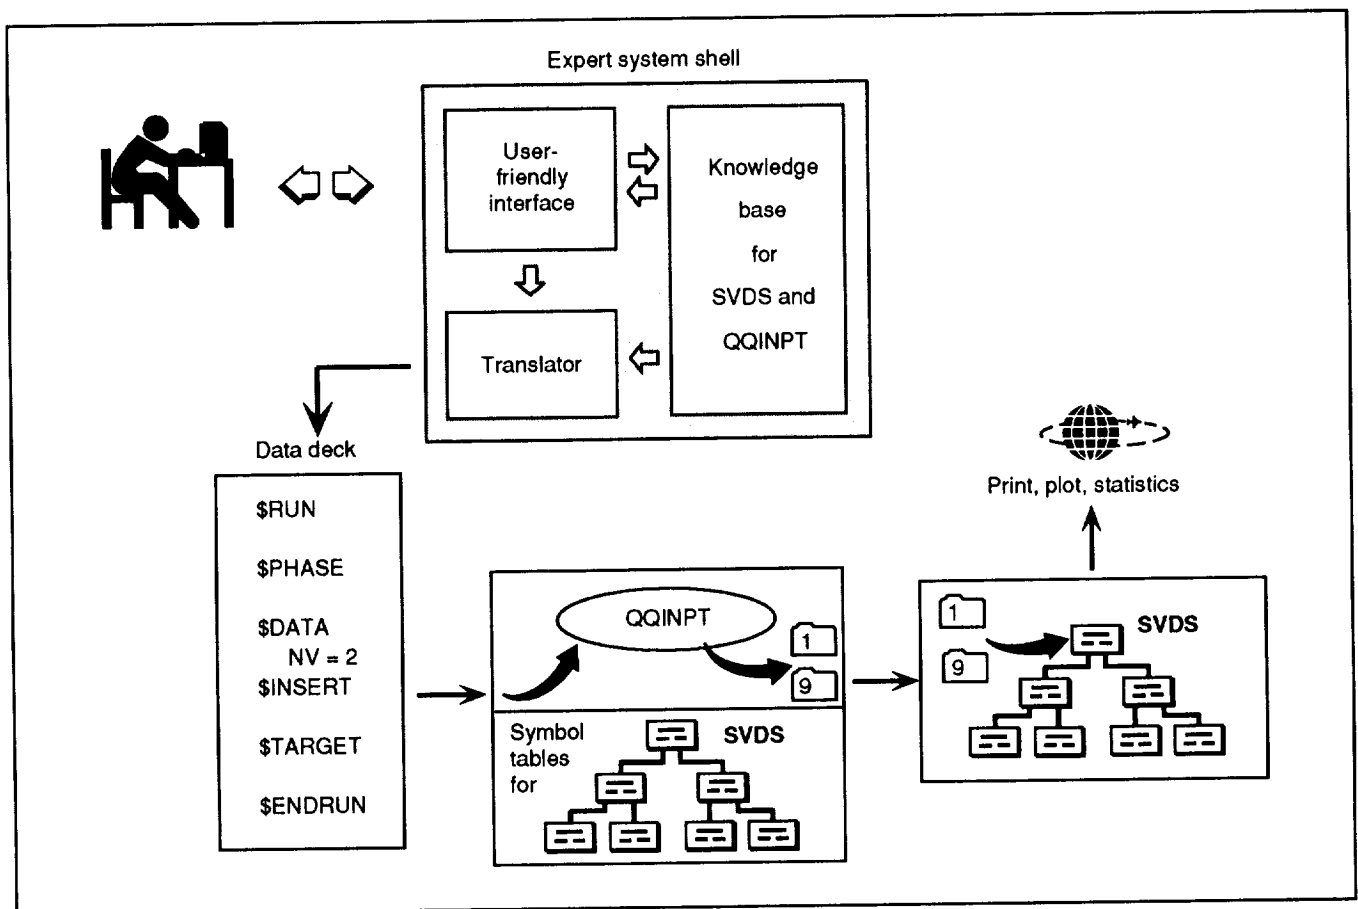 Expert system shell
User-
friendly
interface
Knowledge
base
for
SVDS and
QQINPT
Translator
Data deck
$RUN
$PHASE
$DATA
NV = 2
$INSERT
$TARGET
$ENDRUN
QQINPT
1
9
Symbol
tables
for
SVDS
Print, plot, statistics
1
9
SVDS